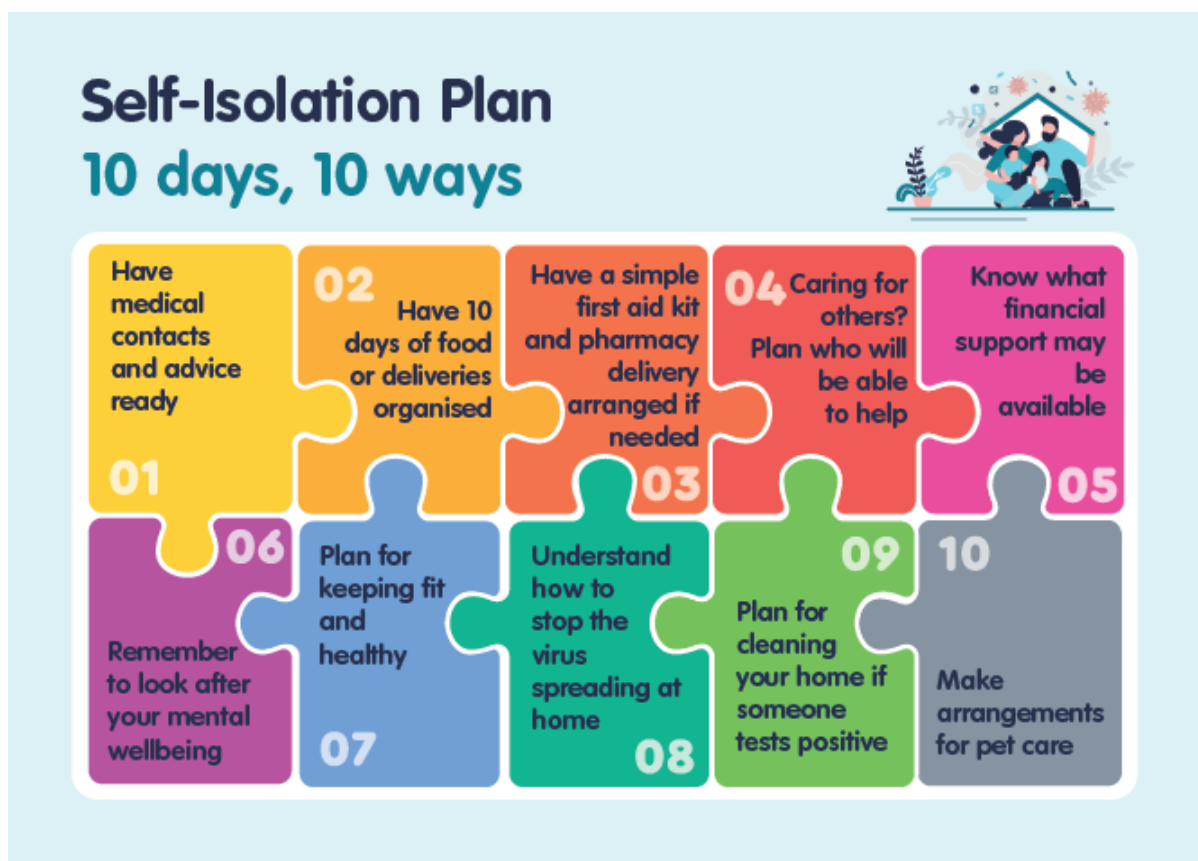 Self-Isolation Plan
10 days, 10 ways
Have
medical
contacts
and advice
ready
01
02
Have 10
days of food
or deliveries
organised
Have a simple
first aid kit
and pharmacy
delivery
arranged if
needed
03
04
Caring for
others?
Plan who will
be able
to help
Know what
financial
support may
be
available
05
06
Remember
to look after
your mental
wellbeing
Plan for
keeping fit
and
healthy
07
Understand
how to
stop the
virus
spreading at
home
08
09
Plan for
cleaning
your home if
someone
tests positive
10
Make
arrangements
for pet care